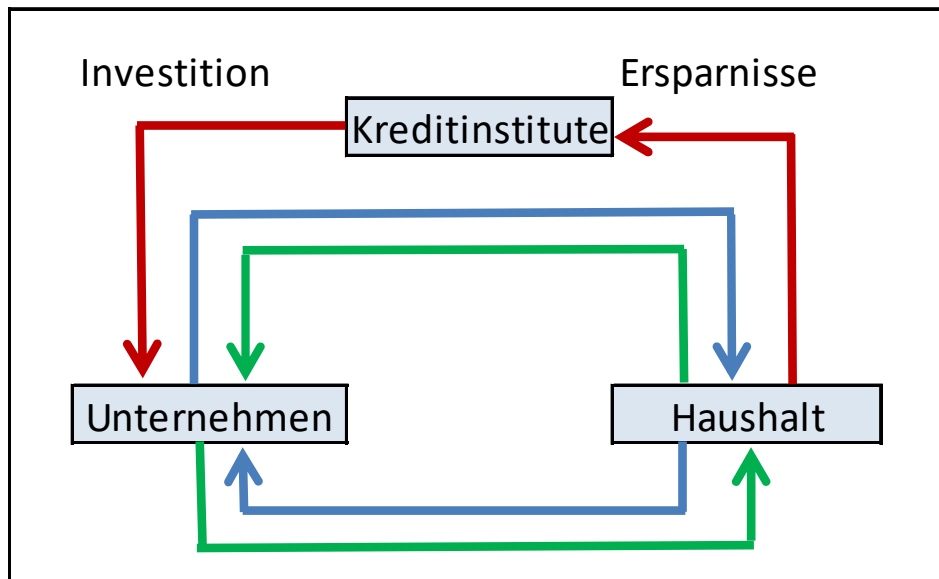 Investition
Ersparnisse
Kreditinstitute
Unternehmen
Haushalt